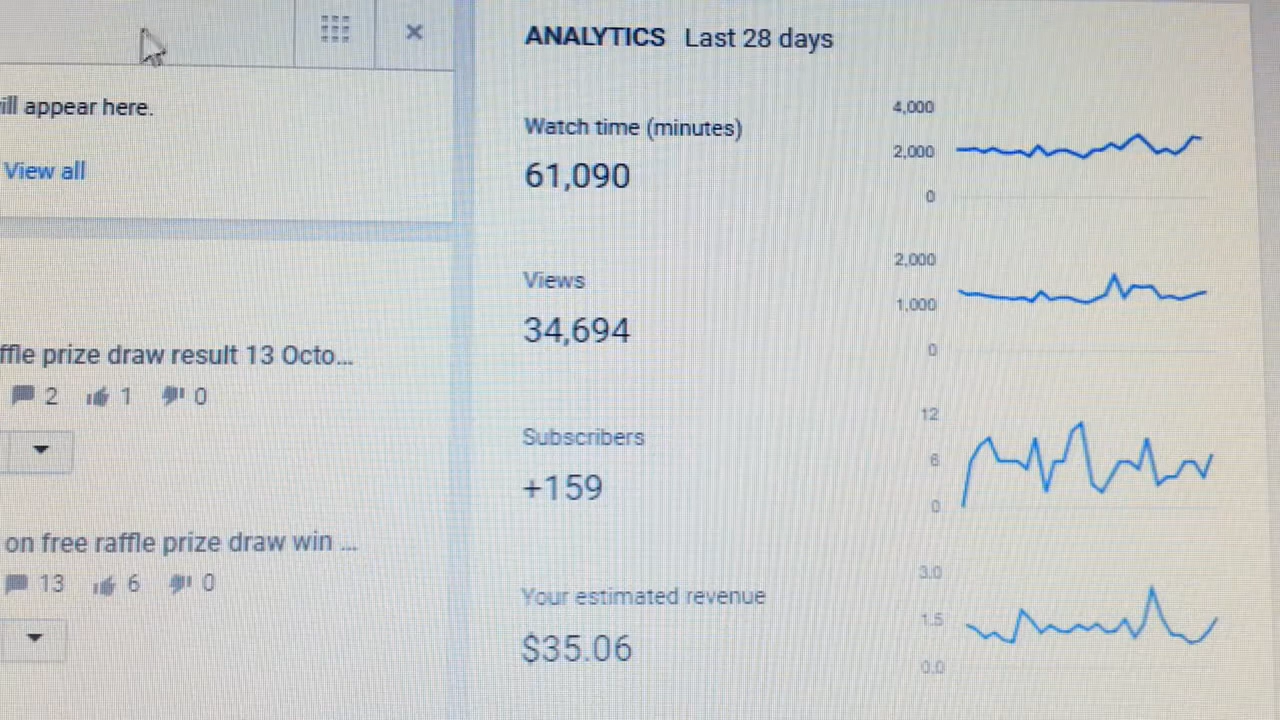 ill appear here.
View all
ffle prize draw result 13 Octo...
2 1 0
on free raffle prize draw win ...
13 6 0
ANALYTICS Last 28 days
Watch time (minutes)
61,090
4,000
2,000
0
Views
34,694
2,000
1,000
0
Subscribers
+159
12
6
0
Your estimated revenue
$35.06
3.0
1.5
0.0